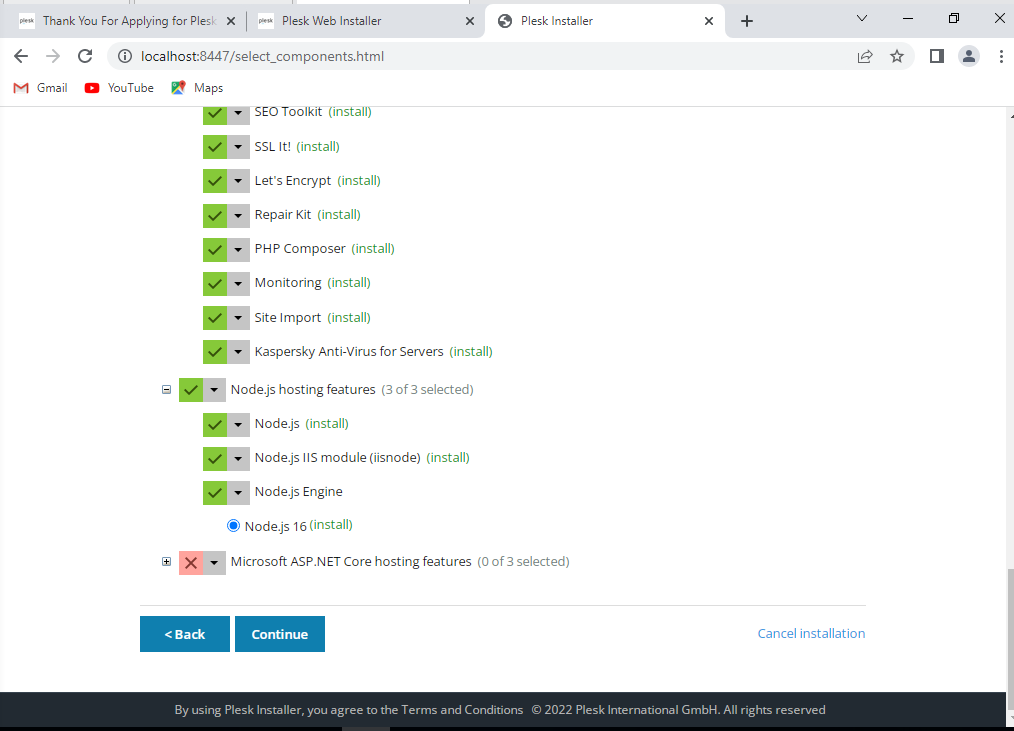 plesk Thank You For Applying for Plesk
plesk Plesk Web Installer
Plesk Installer
localhost:8447/select_components.html
Gmail YouTube Maps
SEO Toolkit (install)
SSL It! (install)
Let's Encrypt (install)
Repair Kit (install)
PHP Composer (install)
Monitoring (install)
Site Import (install)
Kaspersky Anti-Virus for Servers (install)
Node.js hosting features (3 of 3 selected)
Node.js (install)
Node.js IIS module (iisnode) (install)
Node.js Engine
Node.js 16 (install)
Microsoft ASP.NET Core hosting features (0 of 3 selected)
< Back Continue Cancel installation
By using Plesk Installer, you agree to the Terms and Conditions © 2022 Plesk International GmbH. All rights reserved